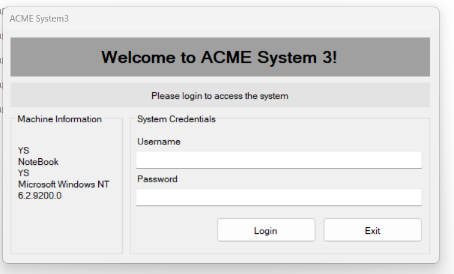 ACME System3
Welcome to ACME System 3!
Please login to access the system
Machine Information
YS
NoteBook
YS
Microsoft Windows NT
6.2.9200.0
System Credentials
Username
Password
Login
Exit